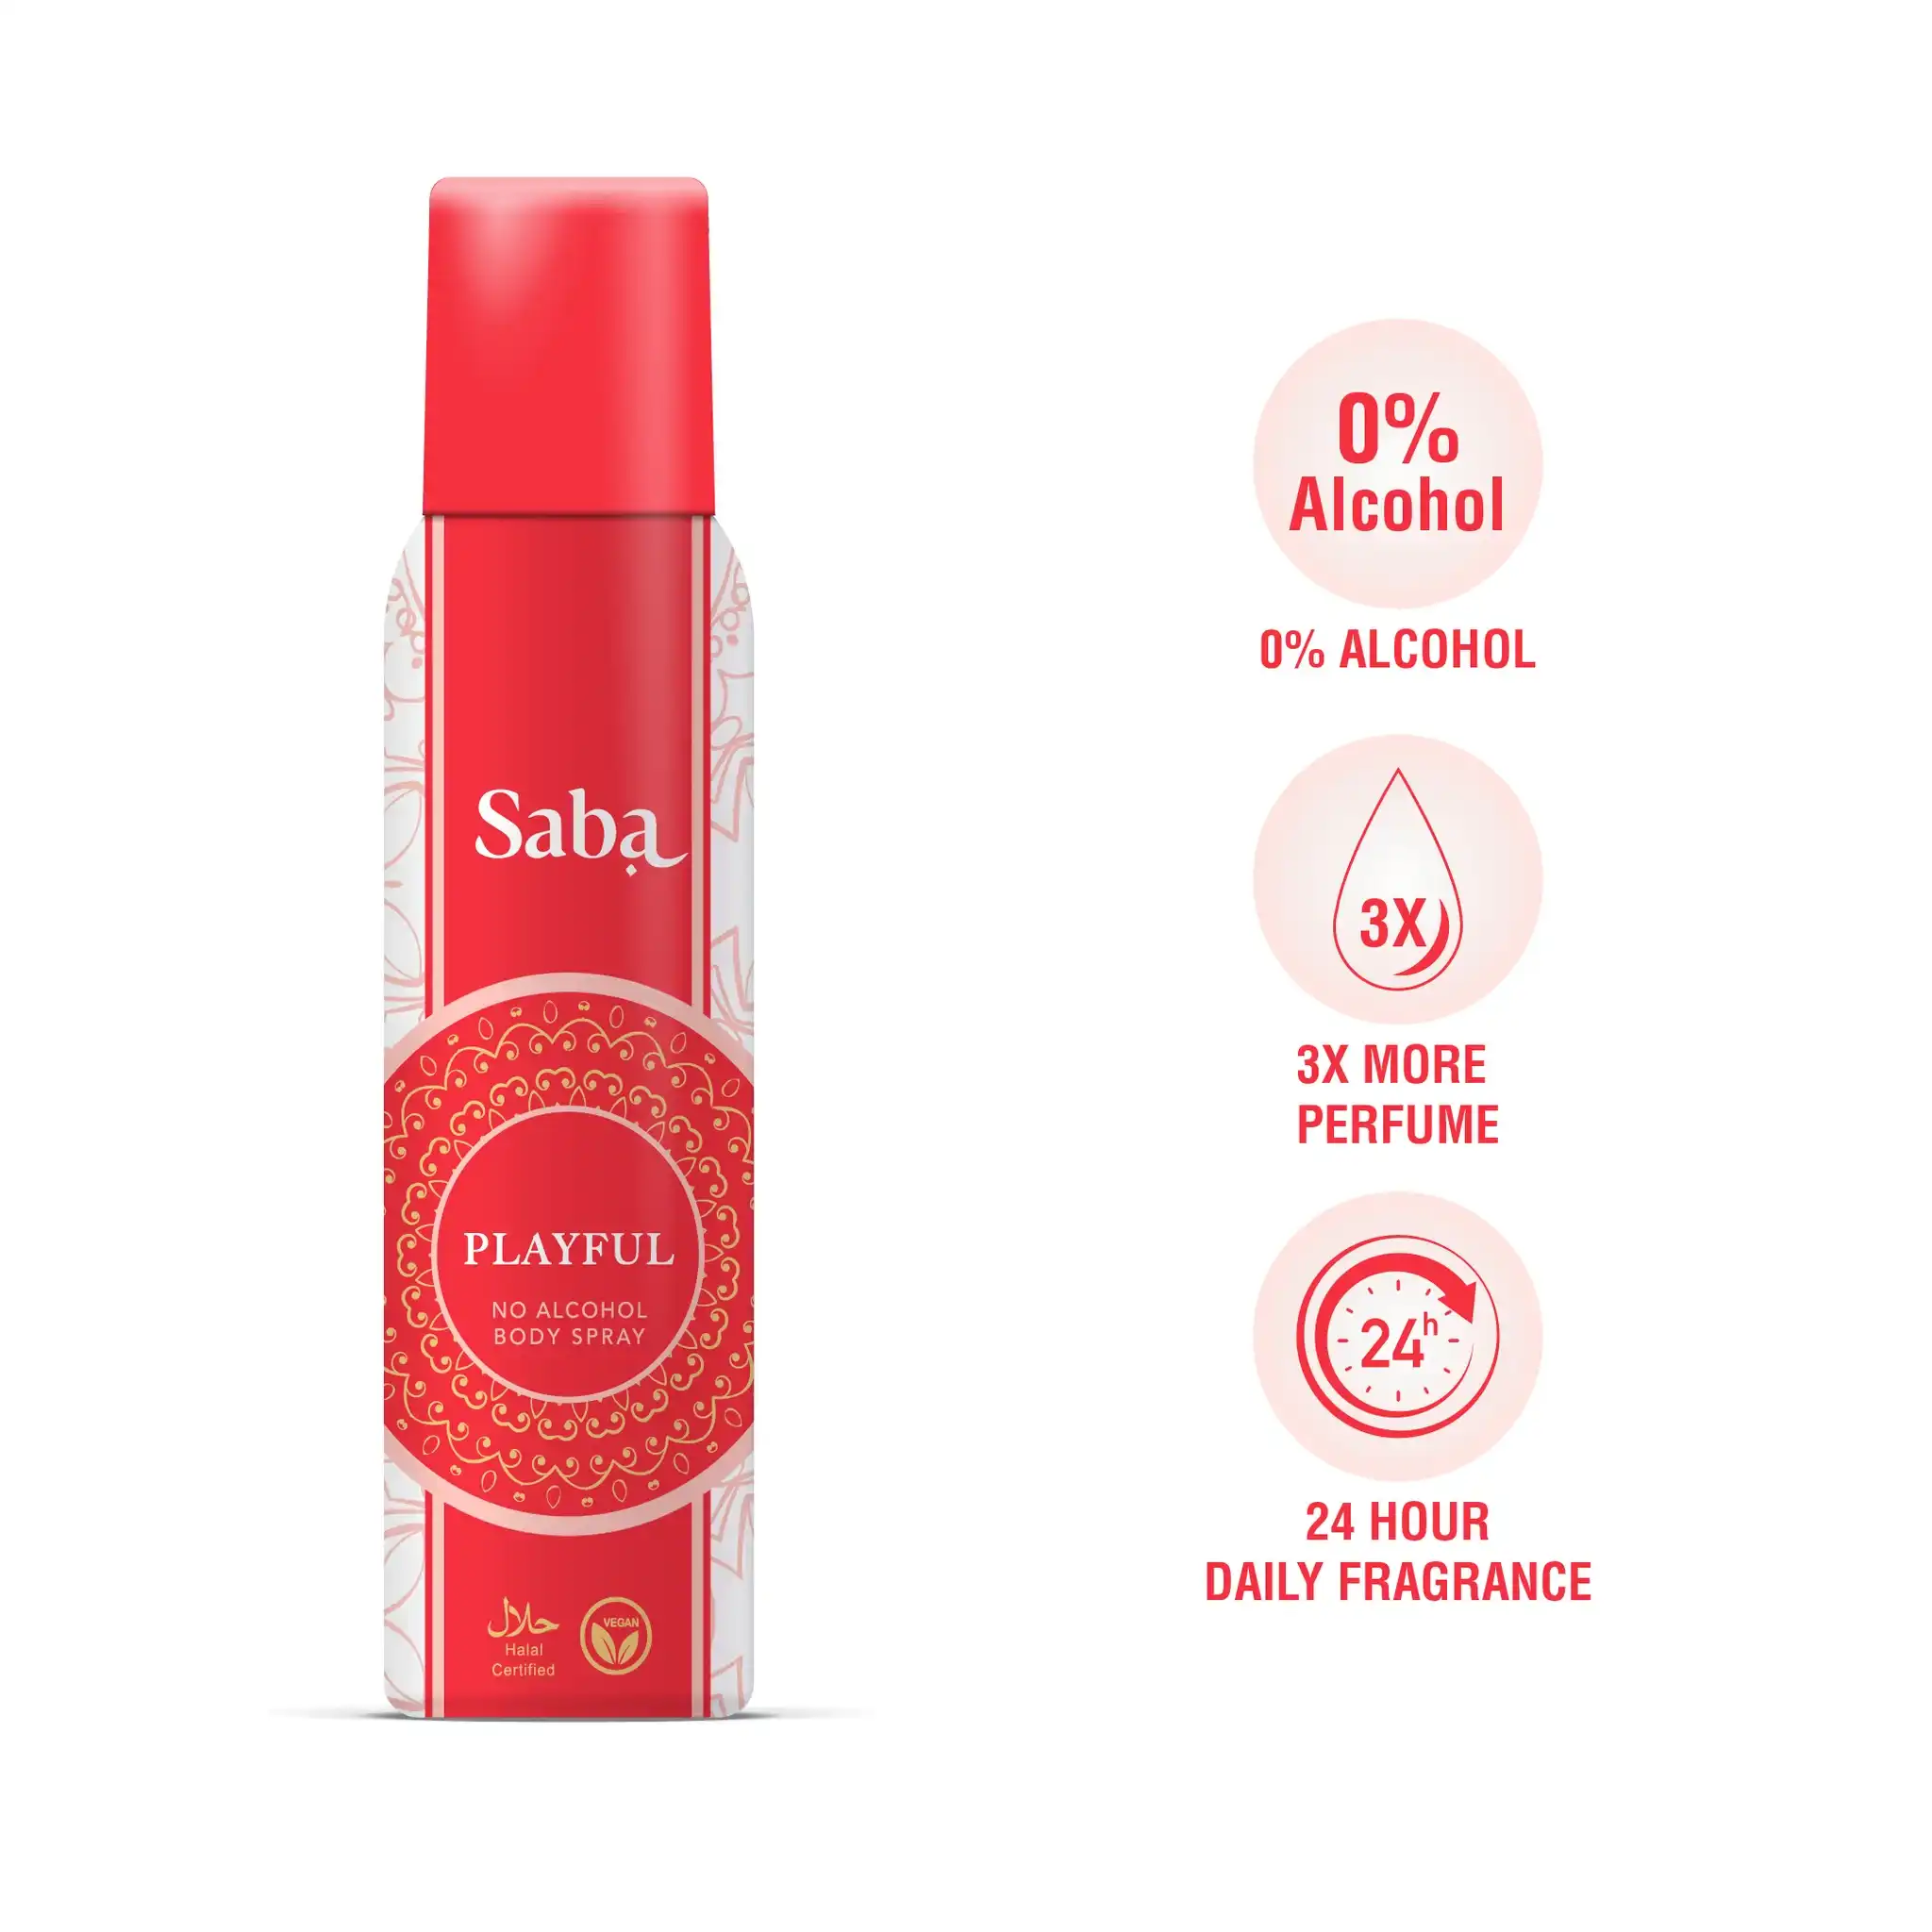 Saba
PLAYFUL
NO ALCOHOL
BODY SPRAY
حلال
Halal
Certified
VEGAN
0%
Alcohol
0% ALCOHOL
3X
3X MORE
PERFUME
24h
24 HOUR
DAILY FRAGRANCE